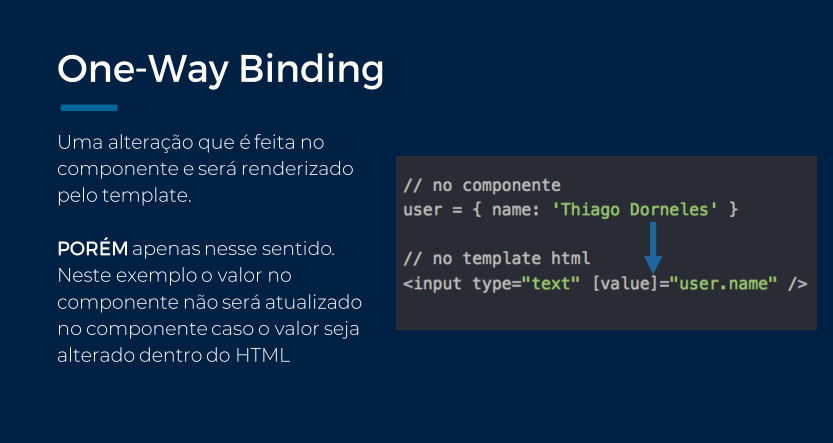 One-Way Binding
Uma alteração que é feita no
componente e será renderizado
pelo template.
PORÉM apenas nesse sentido.
Neste exemplo o valor no
componente não será atualizado
no componente caso o valor seja
alterado dentro do HTML
// no componente
user = { name: 'Thiago Dorneles' }
// no template html
<input type="text" [value]="user.name" />